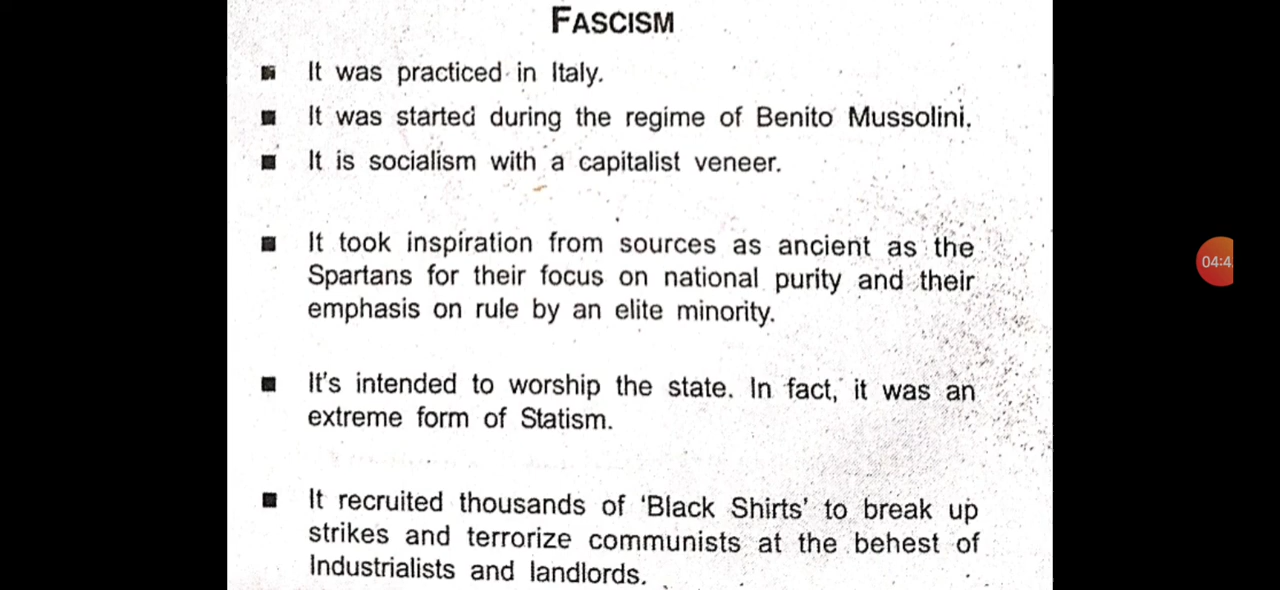 FASCISM
It was practiced in Italy.
It was started during the regime of Benito Mussolini.
It is socialism with a capitalist veneer.
It took inspiration from sources as ancient as the
Spartans for their focus on national purity and their
emphasis on rule by an elite minority.
It's intended to worship the state. In fact, it was an
extreme form of Statism.
It recruited thousands of 'Black Shirts' to break up
strikes and terrorize communists at the behest of
Industrialists and landlords.
04:4